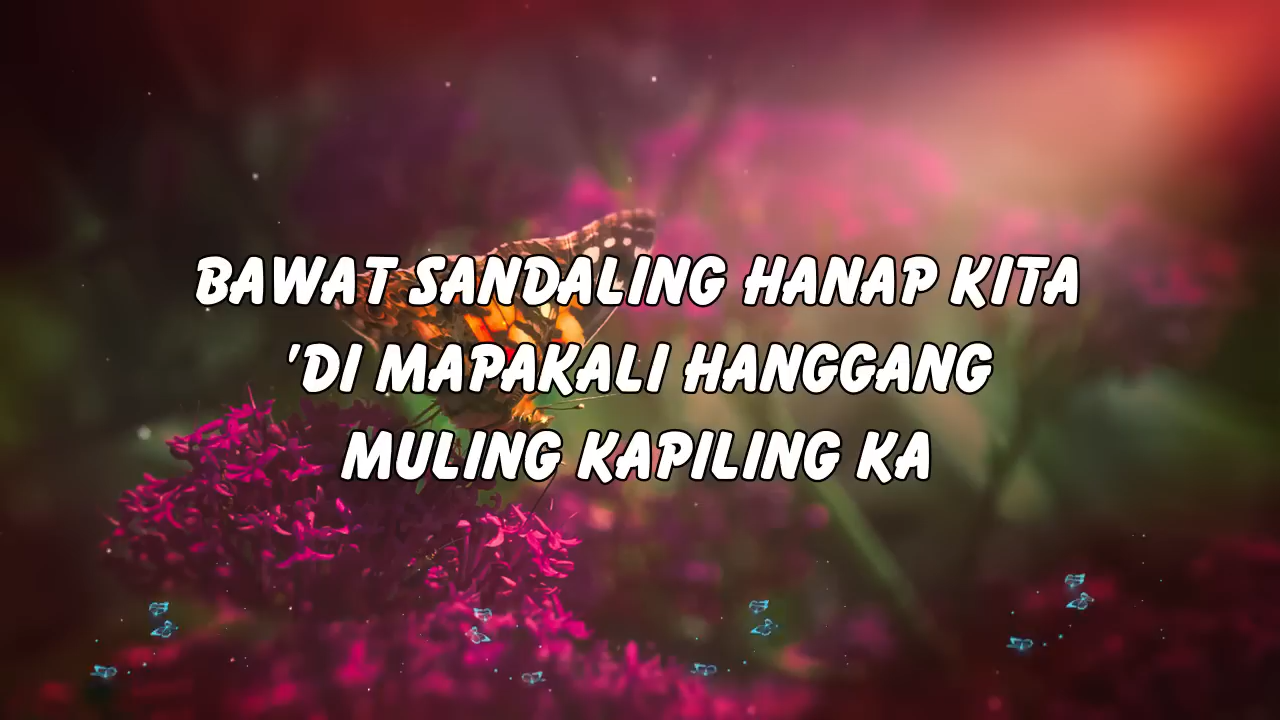 BAWAT SANDALING HANAP KITA
'DI MAPAKALI HANGGANG
MULING KAPILING KA